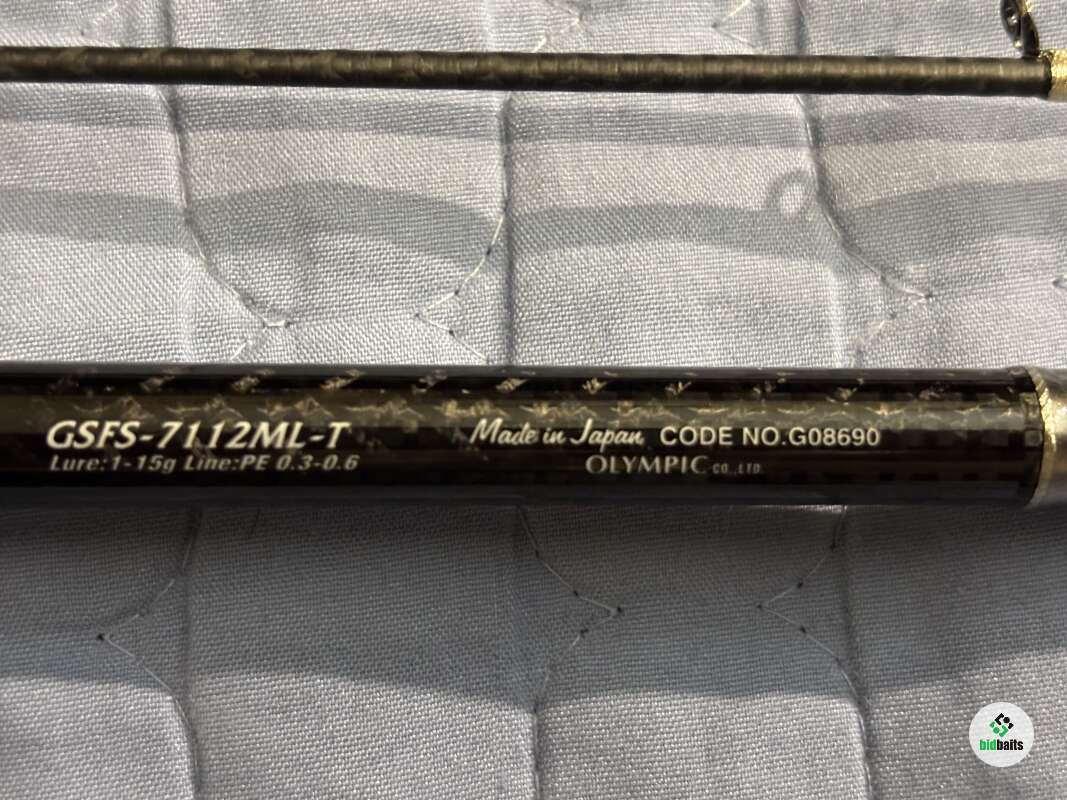 GSFS-7112ML-T
Lure:1-15g Line:PE 0.3-0.6
Made in Japan CODE NO.G08690
OLYMPIC CO.,LTD.
bidbaits